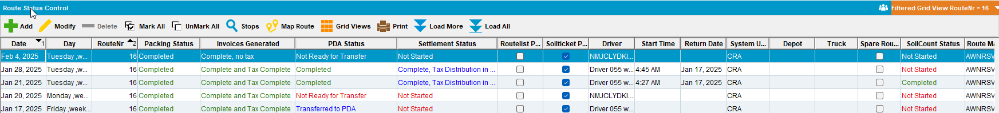 Route Status Control Filtered Grid View RouteNr = 16
Add Modify Delete Mark All UnMark All Stops Map Route Grid Views Print Load More Load All
Date 1 Day RouteNr 2 Packing Status Invoices Generated PDA Status Settlement Status Routelist P... Soilticket P... Driver Start Time Return Date System U... Depot Truck Spare Rou... SoilCount Status Route Ma
Feb 4, 2025 Tuesday ,w... 16 Completed Complete, no tax Not Ready for Transfer Not Started NMJCLYDKI... CRA Not Started AWNRSV
Jan 28, 2025 Tuesday ,w... 16 Completed Complete and Tax Complete Completed Complete, Tax Distribution in ... Driver 055 w... 4:45 AM Jan 17, 2025 CRA Not Started AWNRSV
Jan 21, 2025 Tuesday ,w... 16 Completed Complete and Tax Complete Completed Complete, Tax Distribution in ... Driver 055 w... 4:27 AM Jan 17, 2025 CRA Completed AWNRSV
Jan 20, 2025 Monday ,we... 16 Completed Complete and Tax Complete Not Ready for Transfer Not Started NMJCLYDKI... CRA Not Started AWNRSV
Jan 17, 2025 Friday ,week... 16 Completed Complete and Tax Complete Transferred to PDA Not Started Driver 055 w... CRA Not Started AWNRSV